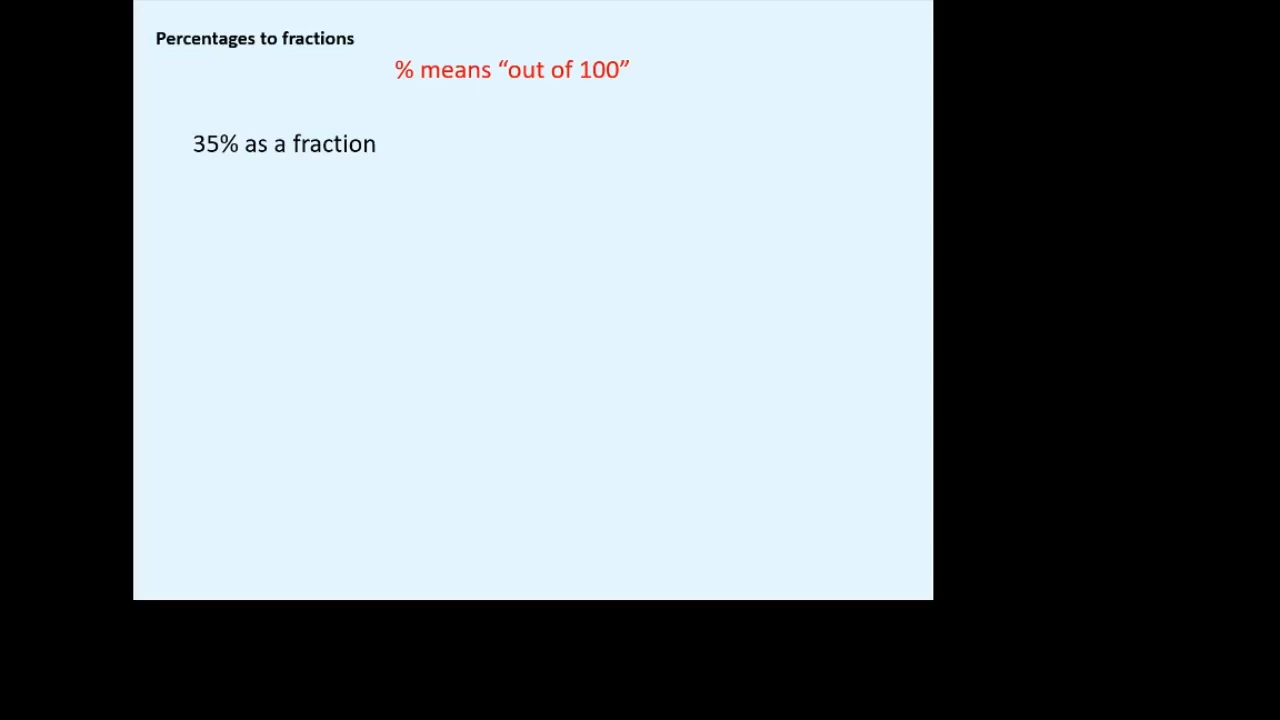 Percentages to fractions
% means “out of 100”
35% as a fraction